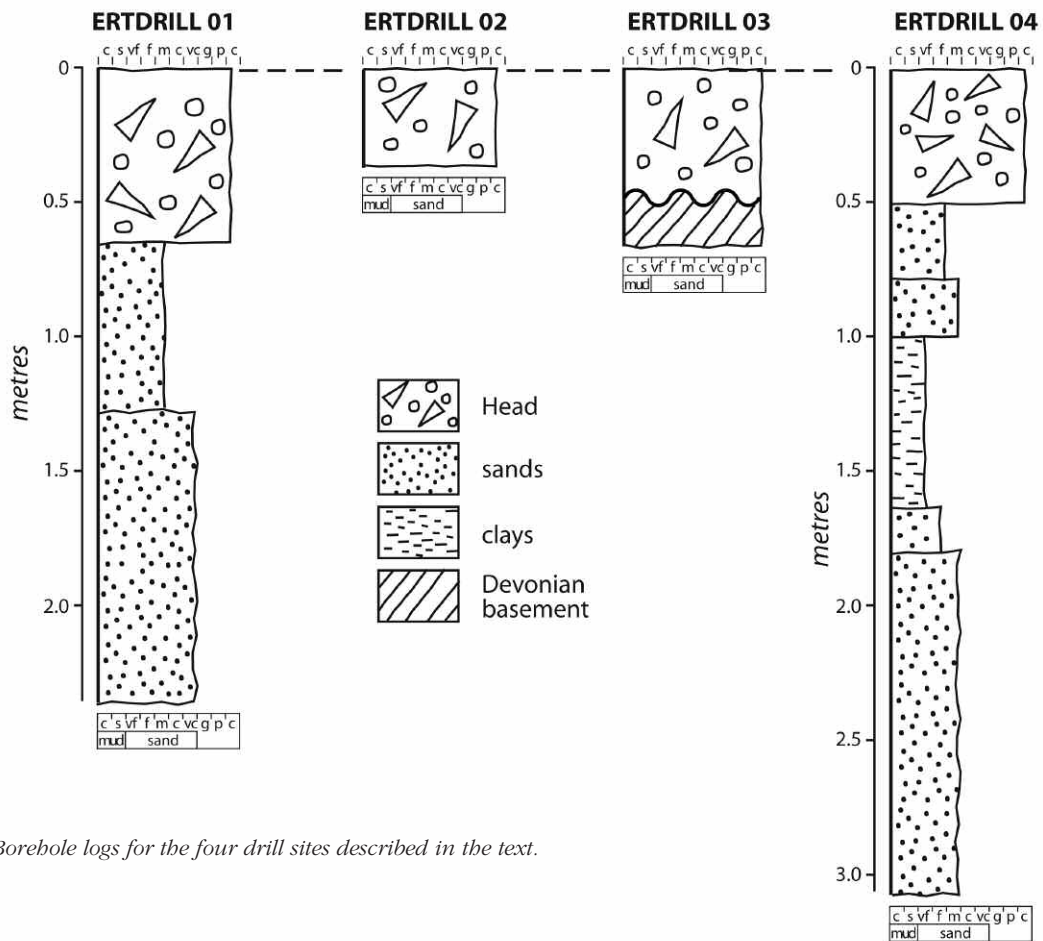 ERTDRILL 01
ERTDRILL 02
ERTDRILL 03
ERTDRILL 04
c s vf f m c vc g p c
c s vf f m c vc g p c
c s vf f m c vc g p c
c s vf f m c vc g p c
0
0.5
1.0
1.5
2.0
metres
c s vf f m c vc g p c
mud sand
c s vf f m c vc g p c
mud sand
c s vf f m c vc g p c
mud sand
Head
sands
clays
Devonian
basement
0
0.5
1.0
1.5
2.0
2.5
3.0
metres
c s vf f m c vc g p c
mud sand
Borehole logs for the four drill sites described in the text.